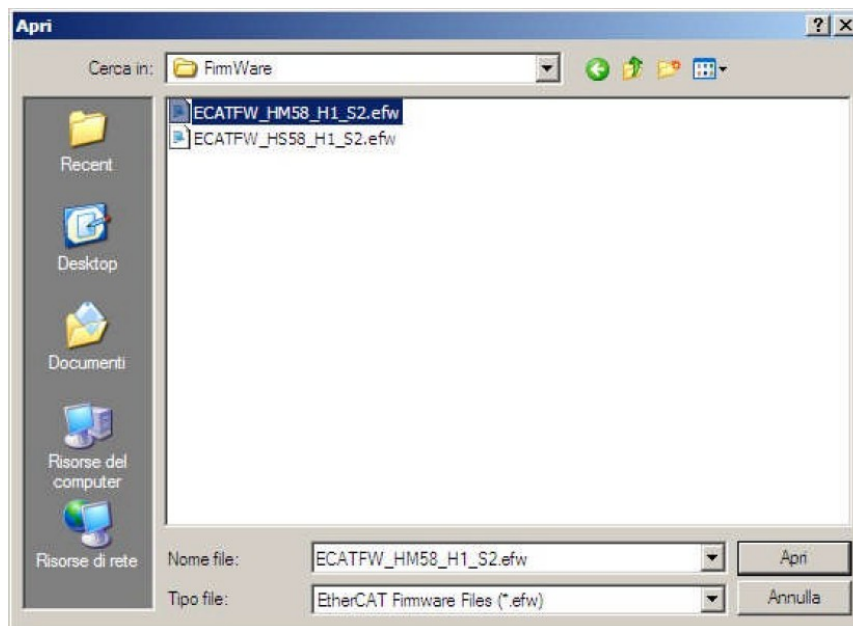 Apri
Cerca in: FirmWare
ECATFW_HM58_H1_S2.efw
ECATFW_HS58_H1_S2.efw
Recent
Desktop
Documenti
Risorse del
computer
Risorse di rete
Nome file: ECATFW_HM58_H1_S2.efw Apri
Tipo file: EtherCAT Firmware Files (*.efw) Annulla